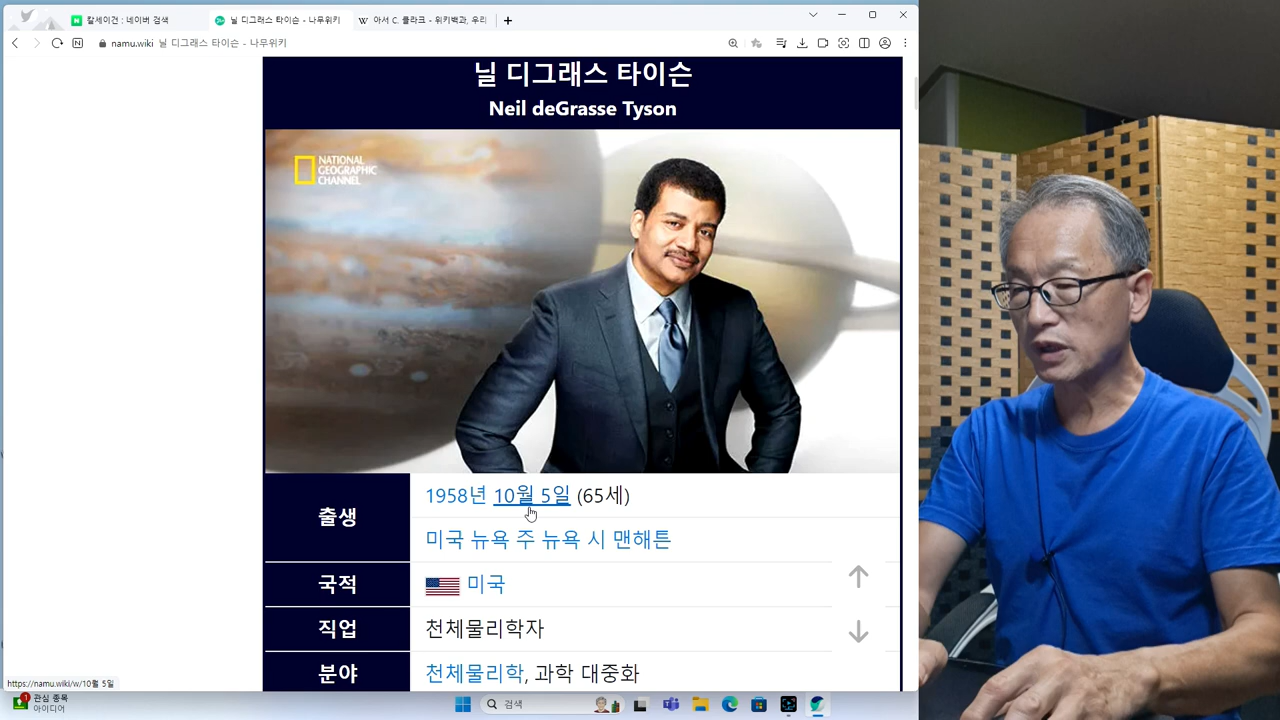 칼세이건 : 네이버 검색
닐 디그래스 타이슨 - 나무위키
W 아서 C. 클라크 - 위키백과, 우리
namu.wiki 닐 디그래스 타이슨 - 나무위키
닐 디그래스 타이슨
Neil deGrasse Tyson
NATIONAL
GEOGRAPHIC
CHANNEL
출생
1958년 10월 5일 (65세)
미국 뉴욕 주 뉴욕 시 맨해튼
국적
미국
직업
천체물리학자
분야
천체물리학, 과학 대중화
https://namu.wiki/w/10월 5일
1
관심 종목
아이디어
검색